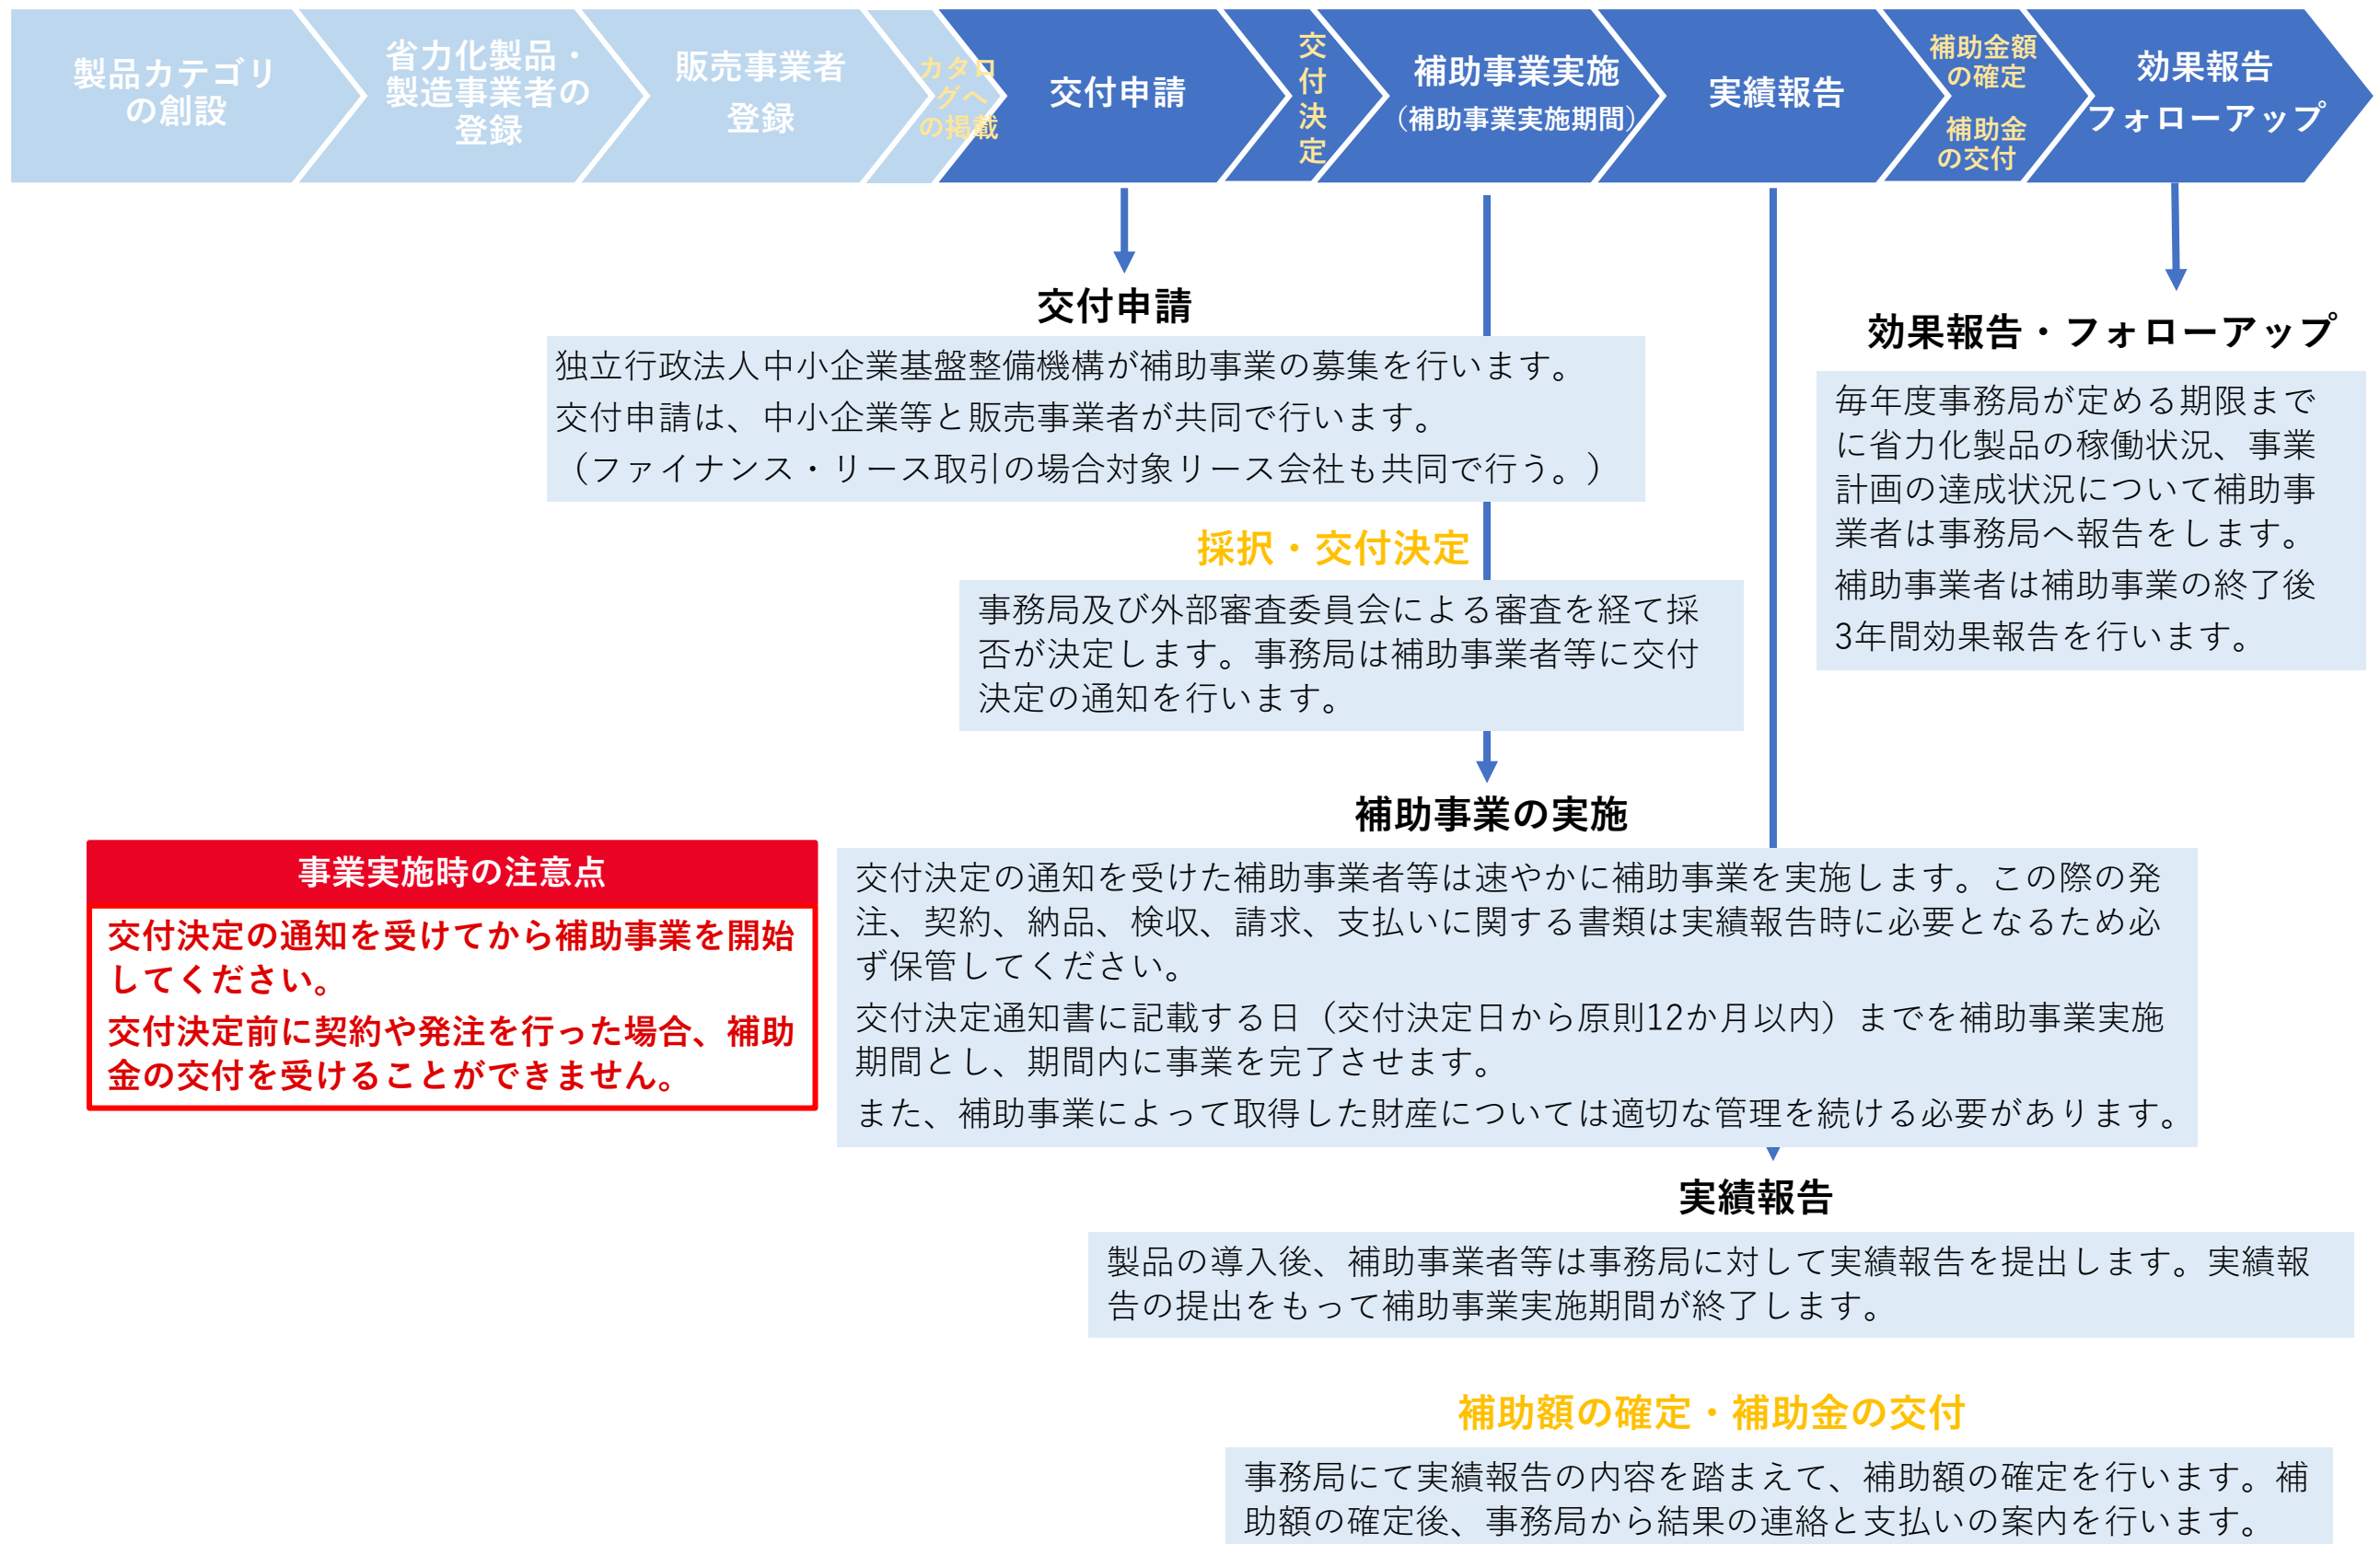 製品カテゴリ
の創設
省力化製品・
製造事業者の
登録
販売事業者
登録
カタロ
グへ
の掲載
交付申請
交
付
決
定
補助事業実施
（補助事業実施期間）
実績報告
補助金額
の確定
補助金
の交付
効果報告
フォローアップ
交付申請
独立行政法人中小企業基盤整備機構が補助事業の募集を行います。
交付申請は、中小企業等と販売事業者が共同で行います。
（ファイナンス・リース取引の場合対象リース会社も共同で行う。）
効果報告・フォローアップ
毎年度事務局が定める期限まで
に省力化製品の稼働状況、事業
計画の達成状況について補助事
業者は事務局へ報告をします。
補助事業者は補助事業の終了後
3年間効果報告を行います。
採択・交付決定
事務局及び外部審査委員会による審査を経て採
否が決定します。事務局は補助事業者等に交付
決定の通知を行います。
補助事業の実施
交付決定の通知を受けた補助事業者等は速やかに補助事業を実施します。この際の発
注、契約、納品、検収、請求、支払いに関する書類は実績報告時に必要となるため必
ず保管してください。
交付決定通知書に記載する日（交付決定日から原則12か月以内）までを補助事業実施
期間とし、期間内に事業を完了させます。
また、補助事業によって取得した財産については適切な管理を続ける必要があります。
事業実施時の注意点
交付決定の通知を受けてから補助事業を開始
してください。
交付決定前に契約や発注を行った場合、補助
金の交付を受けることができません。
実績報告
製品の導入後、補助事業者等は事務局に対して実績報告を提出します。実績報
告の提出をもって補助事業実施期間が終了します。
補助額の確定・補助金の交付
事務局にて実績報告の内容を踏まえて、補助額の確定を行います。補
助額の確定後、事務局から結果の連絡と支払いの案内を行います。